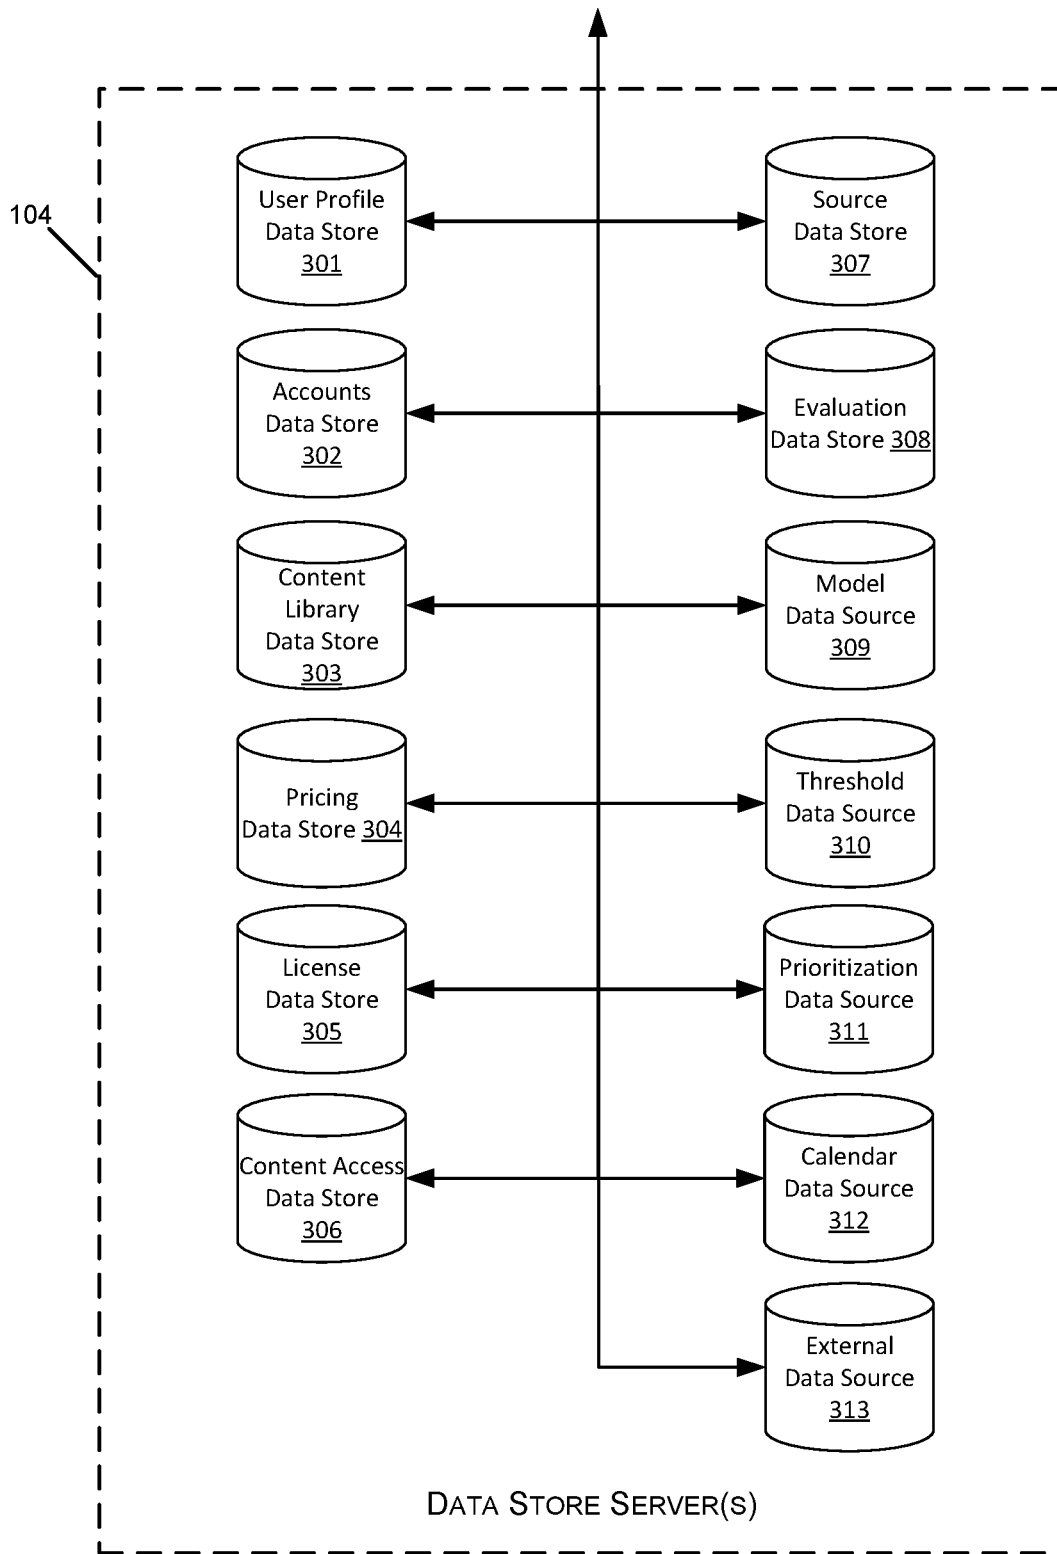 104
User Profile
Data Store
301
Source
Data Store
307
Accounts
Data Store
302
Evaluation
Data Store 308
Content
Library
Data Store
303
Model
Data Source
309
Pricing
Data Store 304
Threshold
Data Source
310
License
Data Store
305
Prioritization
Data Source
311
Content Access
Data Store
306
Calendar
Data Source
312
External
Data Source
313
DATA STORE SERVER(S)